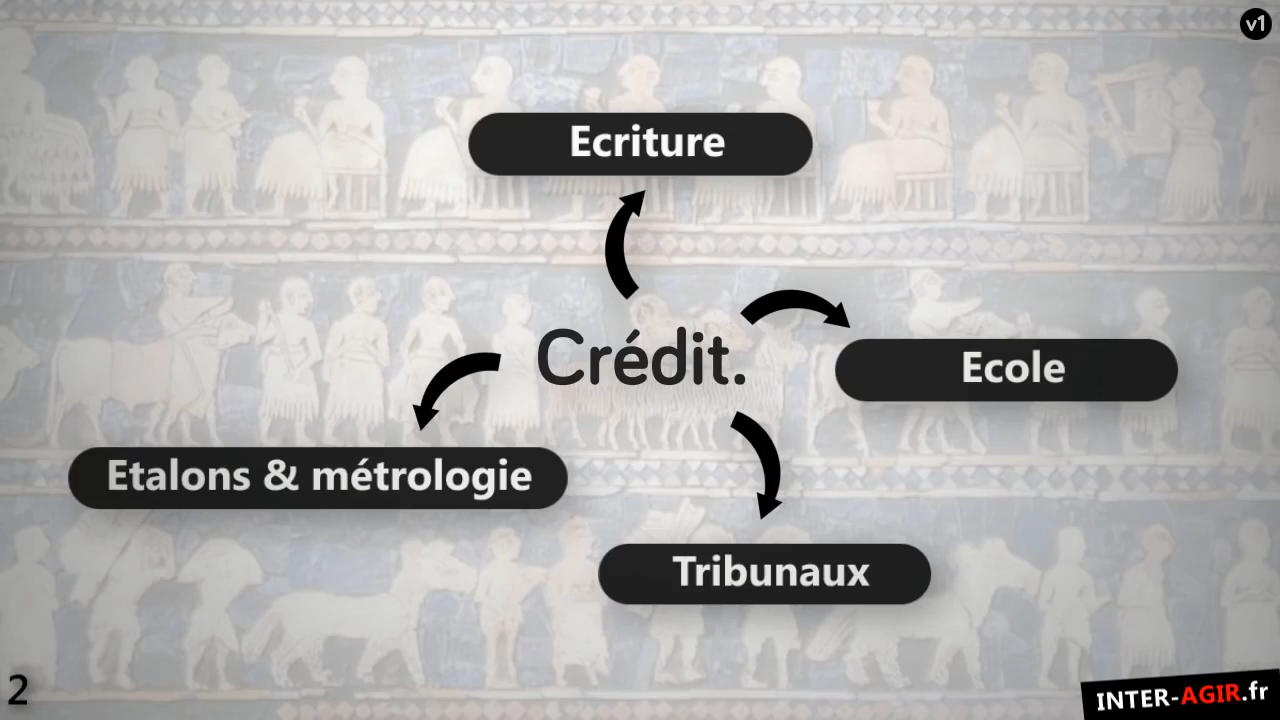 v1
Ecriture
Crédit.
Ecole
Etalons & métrologie
Tribunaux
2
INTER-AGIR.fr